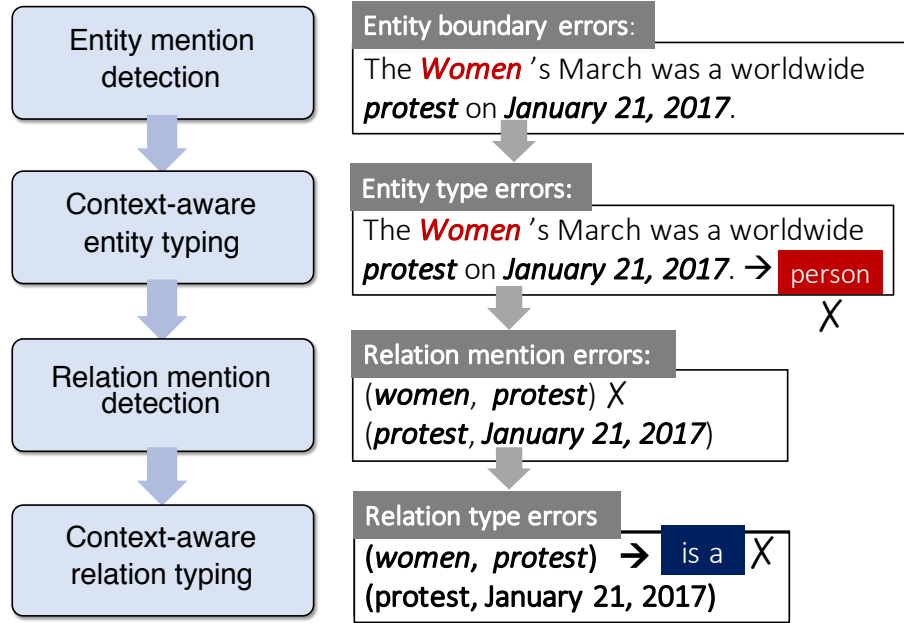 Entity mention
detection
Entity boundary errors:
The Women 's March was a worldwide
protest on January 21, 2017.
Context-aware
entity typing
Entity type errors:
The Women 's March was a worldwide
protest on January 21, 2017. → person
X
Relation mention
detection
Relation mention errors:
(women, protest) X
(protest, January 21, 2017)
Context-aware
relation typing
Relation type errors
(women, protest) → is a X
(protest, January 21, 2017)